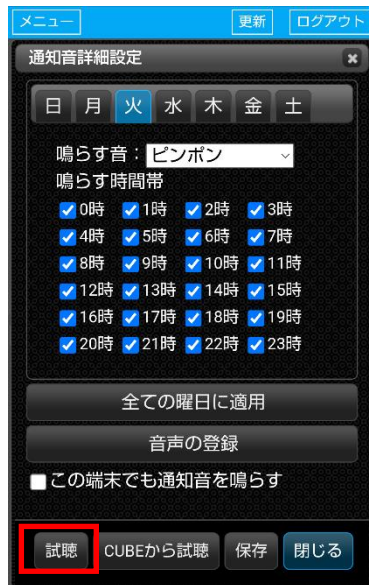 メニュー 更新 ログアウト
通知音詳細設定
日 月 火 水 木 金 土
鳴らす音：ピンポン
鳴らす時間帯
0時 1時 2時 3時
4時 5時 6時 7時
8時 9時 10時 11時
12時 13時 14時 15時
16時 17時 18時 19時
20時 21時 22時 23時
全ての曜日に適用
音声の登録
この端末でも通知音を鳴らす
試聴 CUBEから試聴 保存 閉じる